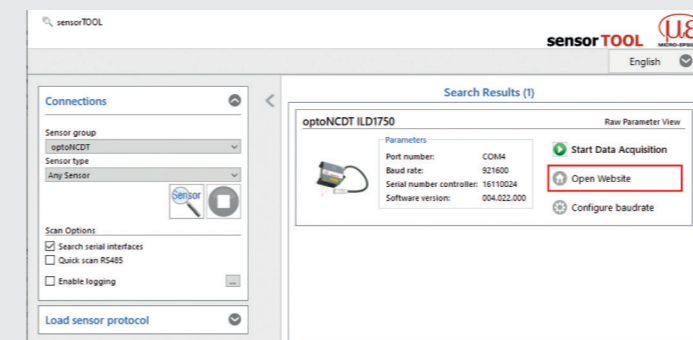 sensorTOOL
sensorTOOL
MICRO-EPSI
English
Connections
Sensor group
optoNCDT
Sensor type
Any Sensor
Sensor
Scan Options
Search serial interfaces
Quick scan RS485
Enable logging
...
Load sensor protocol
Search Results (1)
optoNCDT ILD1750
Raw Parameter View
Parameters
Port number: COM4
Baud rate: 921600
Serial number controller: 16110024
Software version: 004.022.000
Start Data Acquisition
Open Website
Configure baudrate